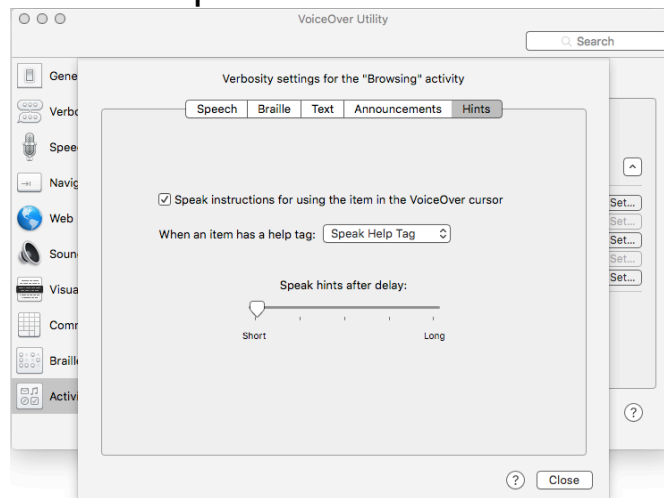 VoiceOver Utility
Search
Gene
Verbo
Spee
Navig
Web
Soun
Visua
Comm
Braille
Activi
Verbosity settings for the "Browsing" activity
Speech Braille Text Announcements Hints
Speak instructions for using the item in the VoiceOver cursor
When an item has a help tag: Speak Help Tag
Speak hints after delay:
Short Long
Set...
Set...
Set...
Set...
Set...
?
? Close